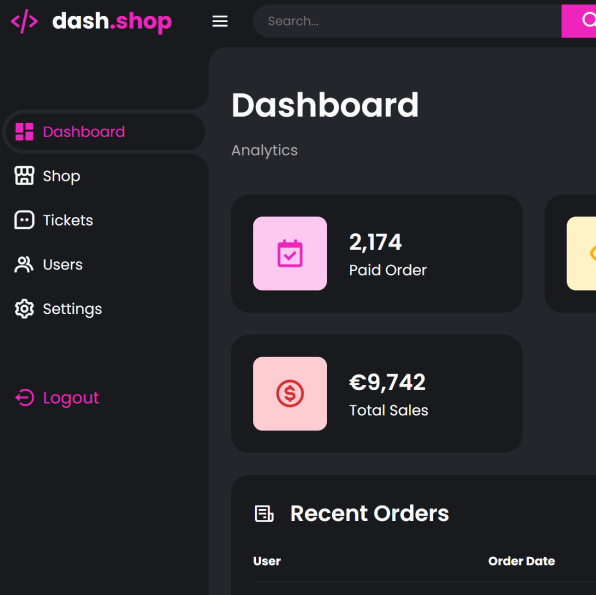 dash.shop
Search...
Dashboard
Shop
Tickets
Users
Settings
Logout
Dashboard
Analytics
2,174
Paid Order
€9,742
Total Sales
Recent Orders
User Order Date